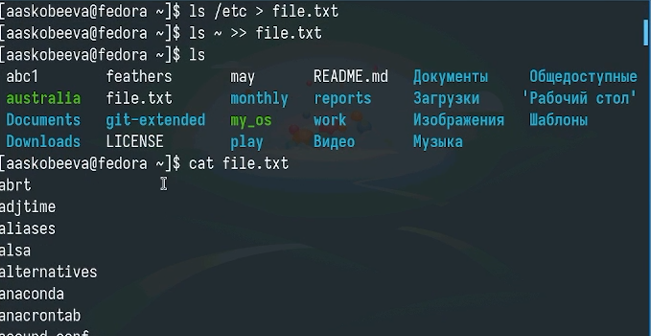 [aaskobeeva@fedora ~]$ ls /etc > file.txt
[aaskobeeva@fedora ~]$ ls ~ >> file.txt
[aaskobeeva@fedora ~]$ ls
abc1 feathers may README.md Документы Общедоступные
australia file.txt monthly reports Загрузки 'Рабочий стол'
Documents git-extended my_os work Изображения Шаблоны
Downloads LICENSE play Видео Музыка
[aaskobeeva@fedora ~]$ cat file.txt
abrt
adjtime
aliases
alsa
alternatives
anaconda
anacrontab